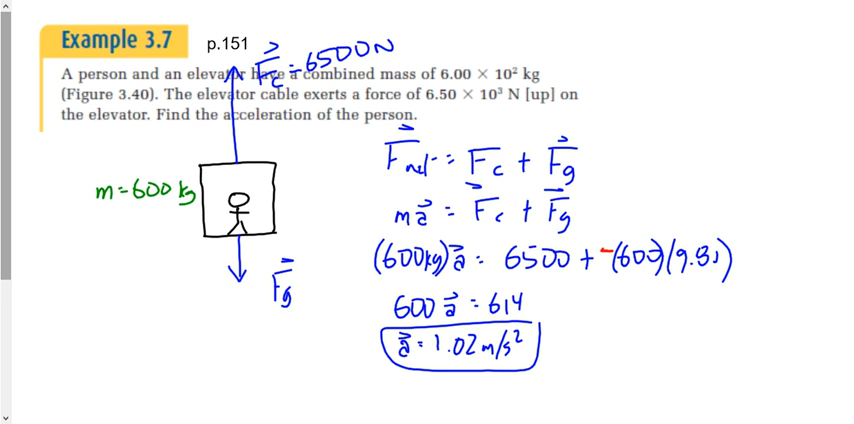 Example 3.7 p.151
F⃗c = 6500N
A person and an elevator have a combined mass of 6.00 × 10² kg
(Figure 3.40). The elevator cable exerts a force of 6.50 × 10³ N [up] on
the elevator. Find the acceleration of the person.
m = 600 kg
F⃗g
F⃗net = F⃗c + F⃗g
ma⃗ = F⃗c + F⃗g
(600kg)a⃗ = 6500 + -(600)(9.81)
600 a⃗ = 614
a⃗ = 1.02 m/s²